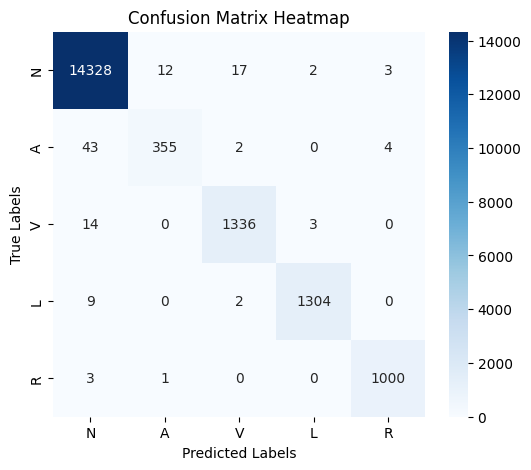 Confusion Matrix Heatmap
N 14328 12 17 2 3
A 43 355 2 0 4
V 14 0 1336 3 0
L 9 0 2 1304 0
R 3 1 0 0 1000
N A V L R
Predicted Labels
True Labels
14000
12000
10000
8000
6000
4000
2000
0